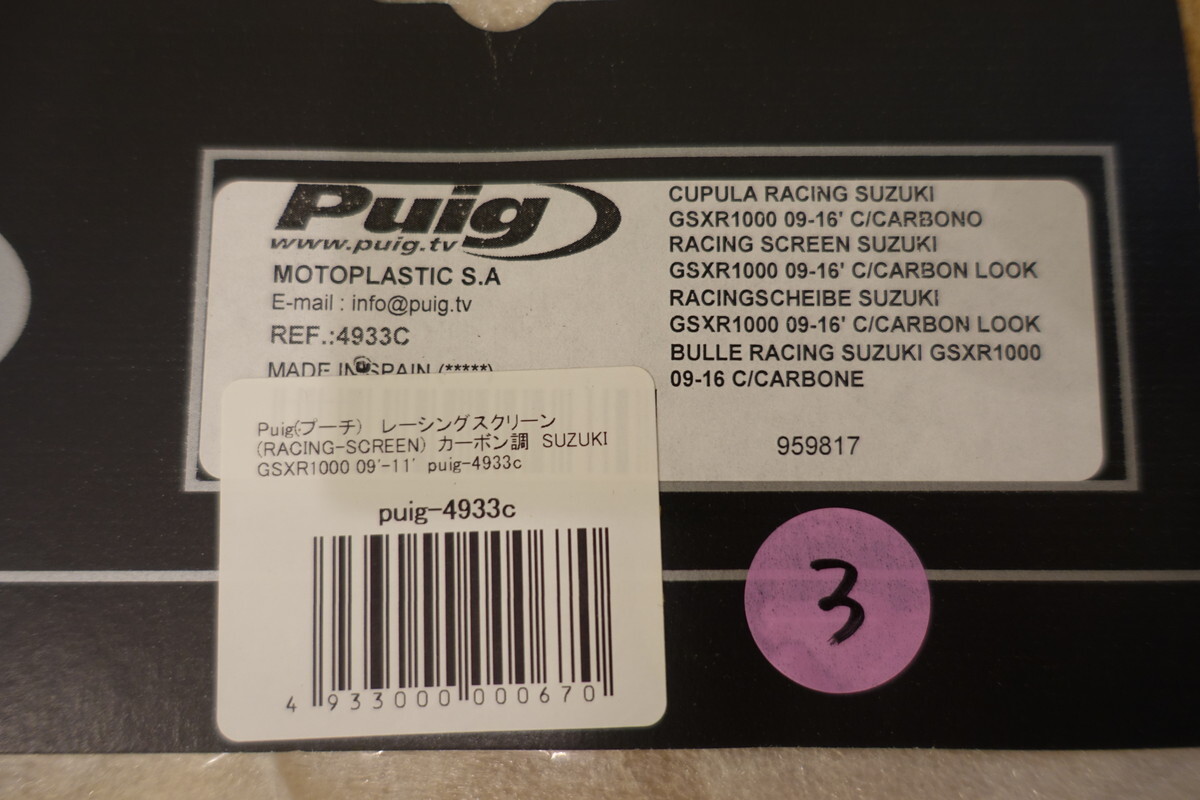 Puig
www.puig.tv
MOTOPLASTIC S.A
E-mail : info@puig.tv
REF.:4933C
MADE IN SPAIN (*****)
CUPULA RACING SUZUKI
GSXR1000 09-16' C/CARBONO
RACING SCREEN SUZUKI
GSXR1000 09-16' C/CARBON LOOK
RACINGSCHEIBE SUZUKI
GSXR1000 09-16' C/CARBON LOOK
BULLE RACING SUZUKI GSXR1000
09-16 C/CARBONE
959817
Puig(プーチ) レーシングスクリーン
(RACING-SCREEN) カーボン調 SUZUKI
GSXR1000 09'-11' puig-4933c
puig-4933c
4 933000 000670
3